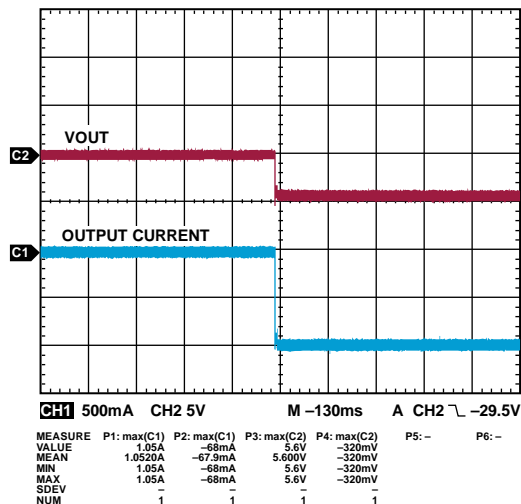 VOUT
C2
OUTPUT CURRENT
C1
CH1 500mA CH2 5V M –130ms A CH2 –29.5V
MEASURE P1: max(C1) P2: max(C1) P3: max(C2) P4: max(C2) P5: – P6: –
VALUE 1.05A –68mA 5.6V –320mV
MEAN 1.0520A –67.9mA 5.600V –320mV
MIN 1.05A –68mA 5.6V –320mV
MAX 1.05A –68mA 5.6V –320mV
SDEV – – – –
NUM 1 1 1 1